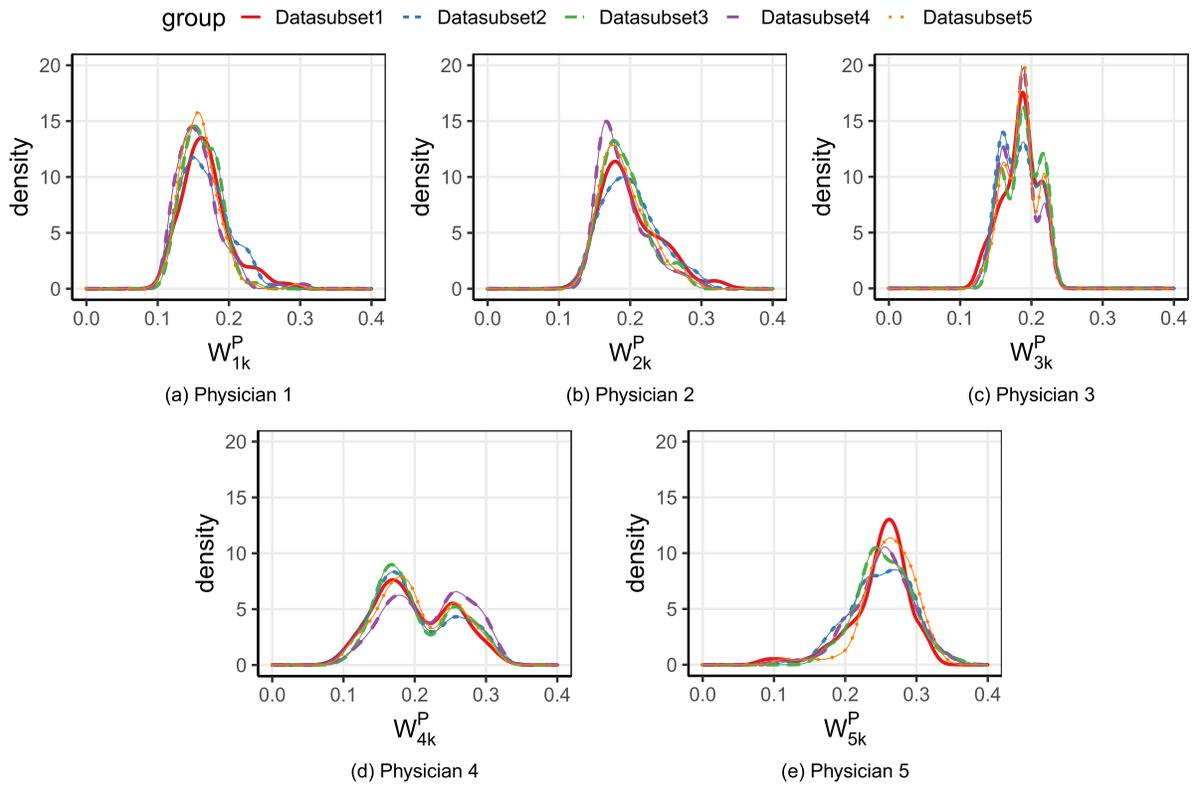 group Datasubset1 Datasubset2 Datasubset3 Datasubset4 Datasubset5
20 20 20
15 15 15
10 10 10
5 5 5
0 0 0
density density density
0.0 0.1 0.2 0.3 0.4 0.0 0.1 0.2 0.3 0.4 0.0 0.1 0.2 0.3 0.4
W^P_1k W^P_2k W^P_3k
(a) Physician 1 (b) Physician 2 (c) Physician 3
20 20
15 15
10 10
5 5
0 0
density density
0.0 0.1 0.2 0.3 0.4 0.0 0.1 0.2 0.3 0.4
W^P_4k W^P_5k
(d) Physician 4 (e) Physician 5